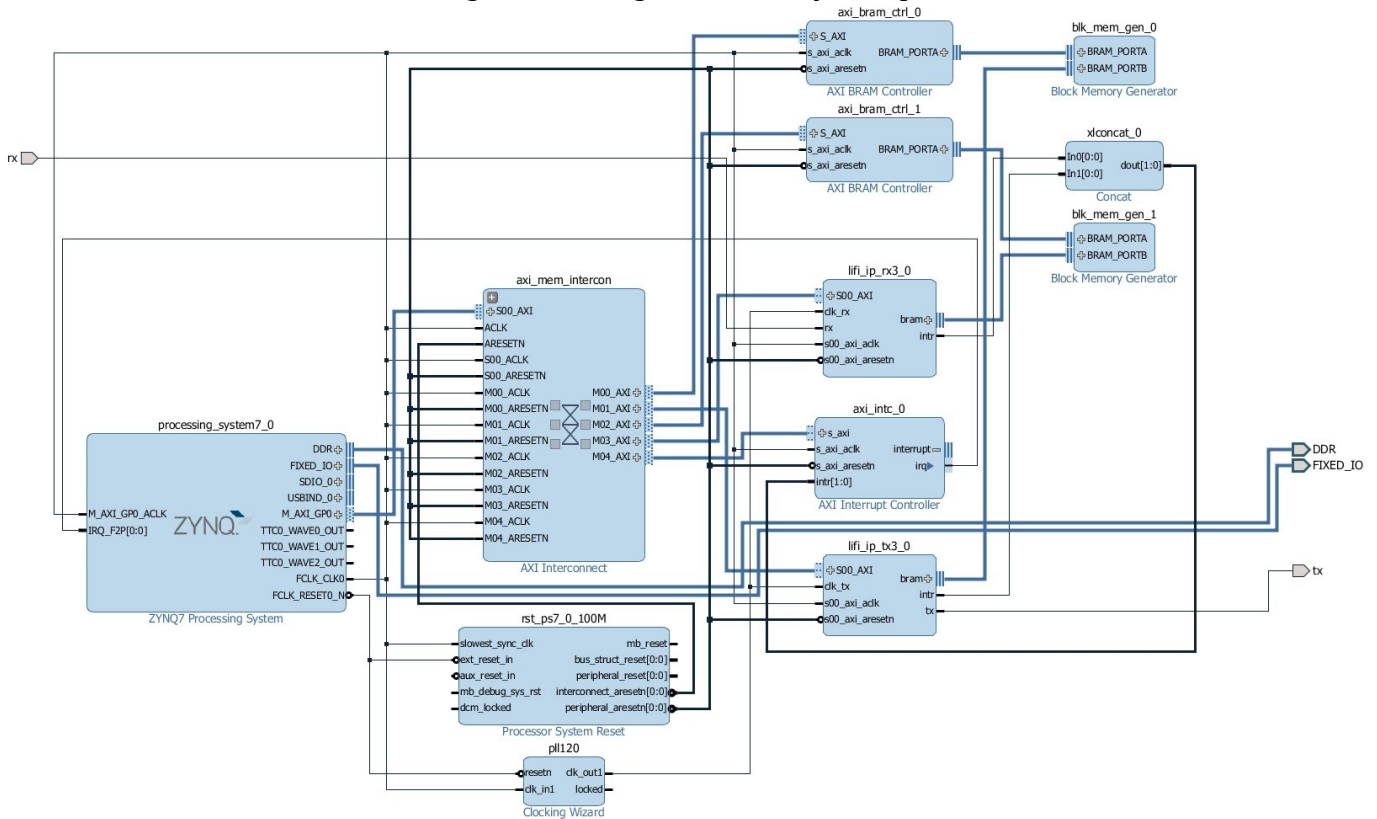 axi_bram_ctrl_0
S_AXI
s_axi_aclk
s_axi_aresetn
BRAM_PORTA
AXI BRAM Controller
blk_mem_gen_0
BRAM_PORTA
BRAM_PORTB
Block Memory Generator
axi_bram_ctrl_1
S_AXI
s_axi_aclk
s_axi_aresetn
BRAM_PORTA
AXI BRAM Controller
xlconcat_0
In0[0:0]
In1[0:0]
dout[1:0]
Concat
rx
blk_mem_gen_1
BRAM_PORTA
BRAM_PORTB
Block Memory Generator
lifi_ip_rx3_0
S00_AXI
clk_rx
rx
s00_axi_aclk
s00_axi_aresetn
bram
intr
axi_mem_intercon
S00_AXI
ACLK
ARESETN
S00_ACLK
S00_ARESETN
M00_ACLK
M00_ARESETN
M01_ACLK
M01_ARESETN
M02_ACLK
M02_ARESETN
M03_ACLK
M03_ARESETN
M04_ACLK
M04_ARESETN
M00_AXI
M01_AXI
M02_AXI
M03_AXI
M04_AXI
AXI Interconnect
axi_intc_0
s_axi
s_axi_aclk
s_axi_aresetn
intr[1:0]
interrupt
irq
AXI Interrupt Controller
processing_system7_0
M_AXI_GP0_ACLK
IRQ_F2P[0:0]
ZYNQ
DDR
FIXED_IO
SDIO_0
USBIND_0
M_AXI_GP0
TTC0_WAVE0_OUT
TTC0_WAVE1_OUT
TTC0_WAVE2_OUT
FCLK_CLK0
FCLK_RESET0_N
ZYNQ7 Processing System
DDR
FIXED_IO
lifi_ip_tx3_0
S00_AXI
clk_tx
s00_axi_aclk
s00_axi_aresetn
bram
intr
tx
tx
rst_ps7_0_100M
slowest_sync_clk
ext_reset_in
aux_reset_in
mb_debug_sys_rst
dcm_locked
mb_reset
bus_struct_reset[0:0]
peripheral_reset[0:0]
interconnect_aresetn[0:0]
peripheral_aresetn[0:0]
Processor System Reset
pll120
resetn
clk_in1
clk_out1
locked
Clocking Wizard